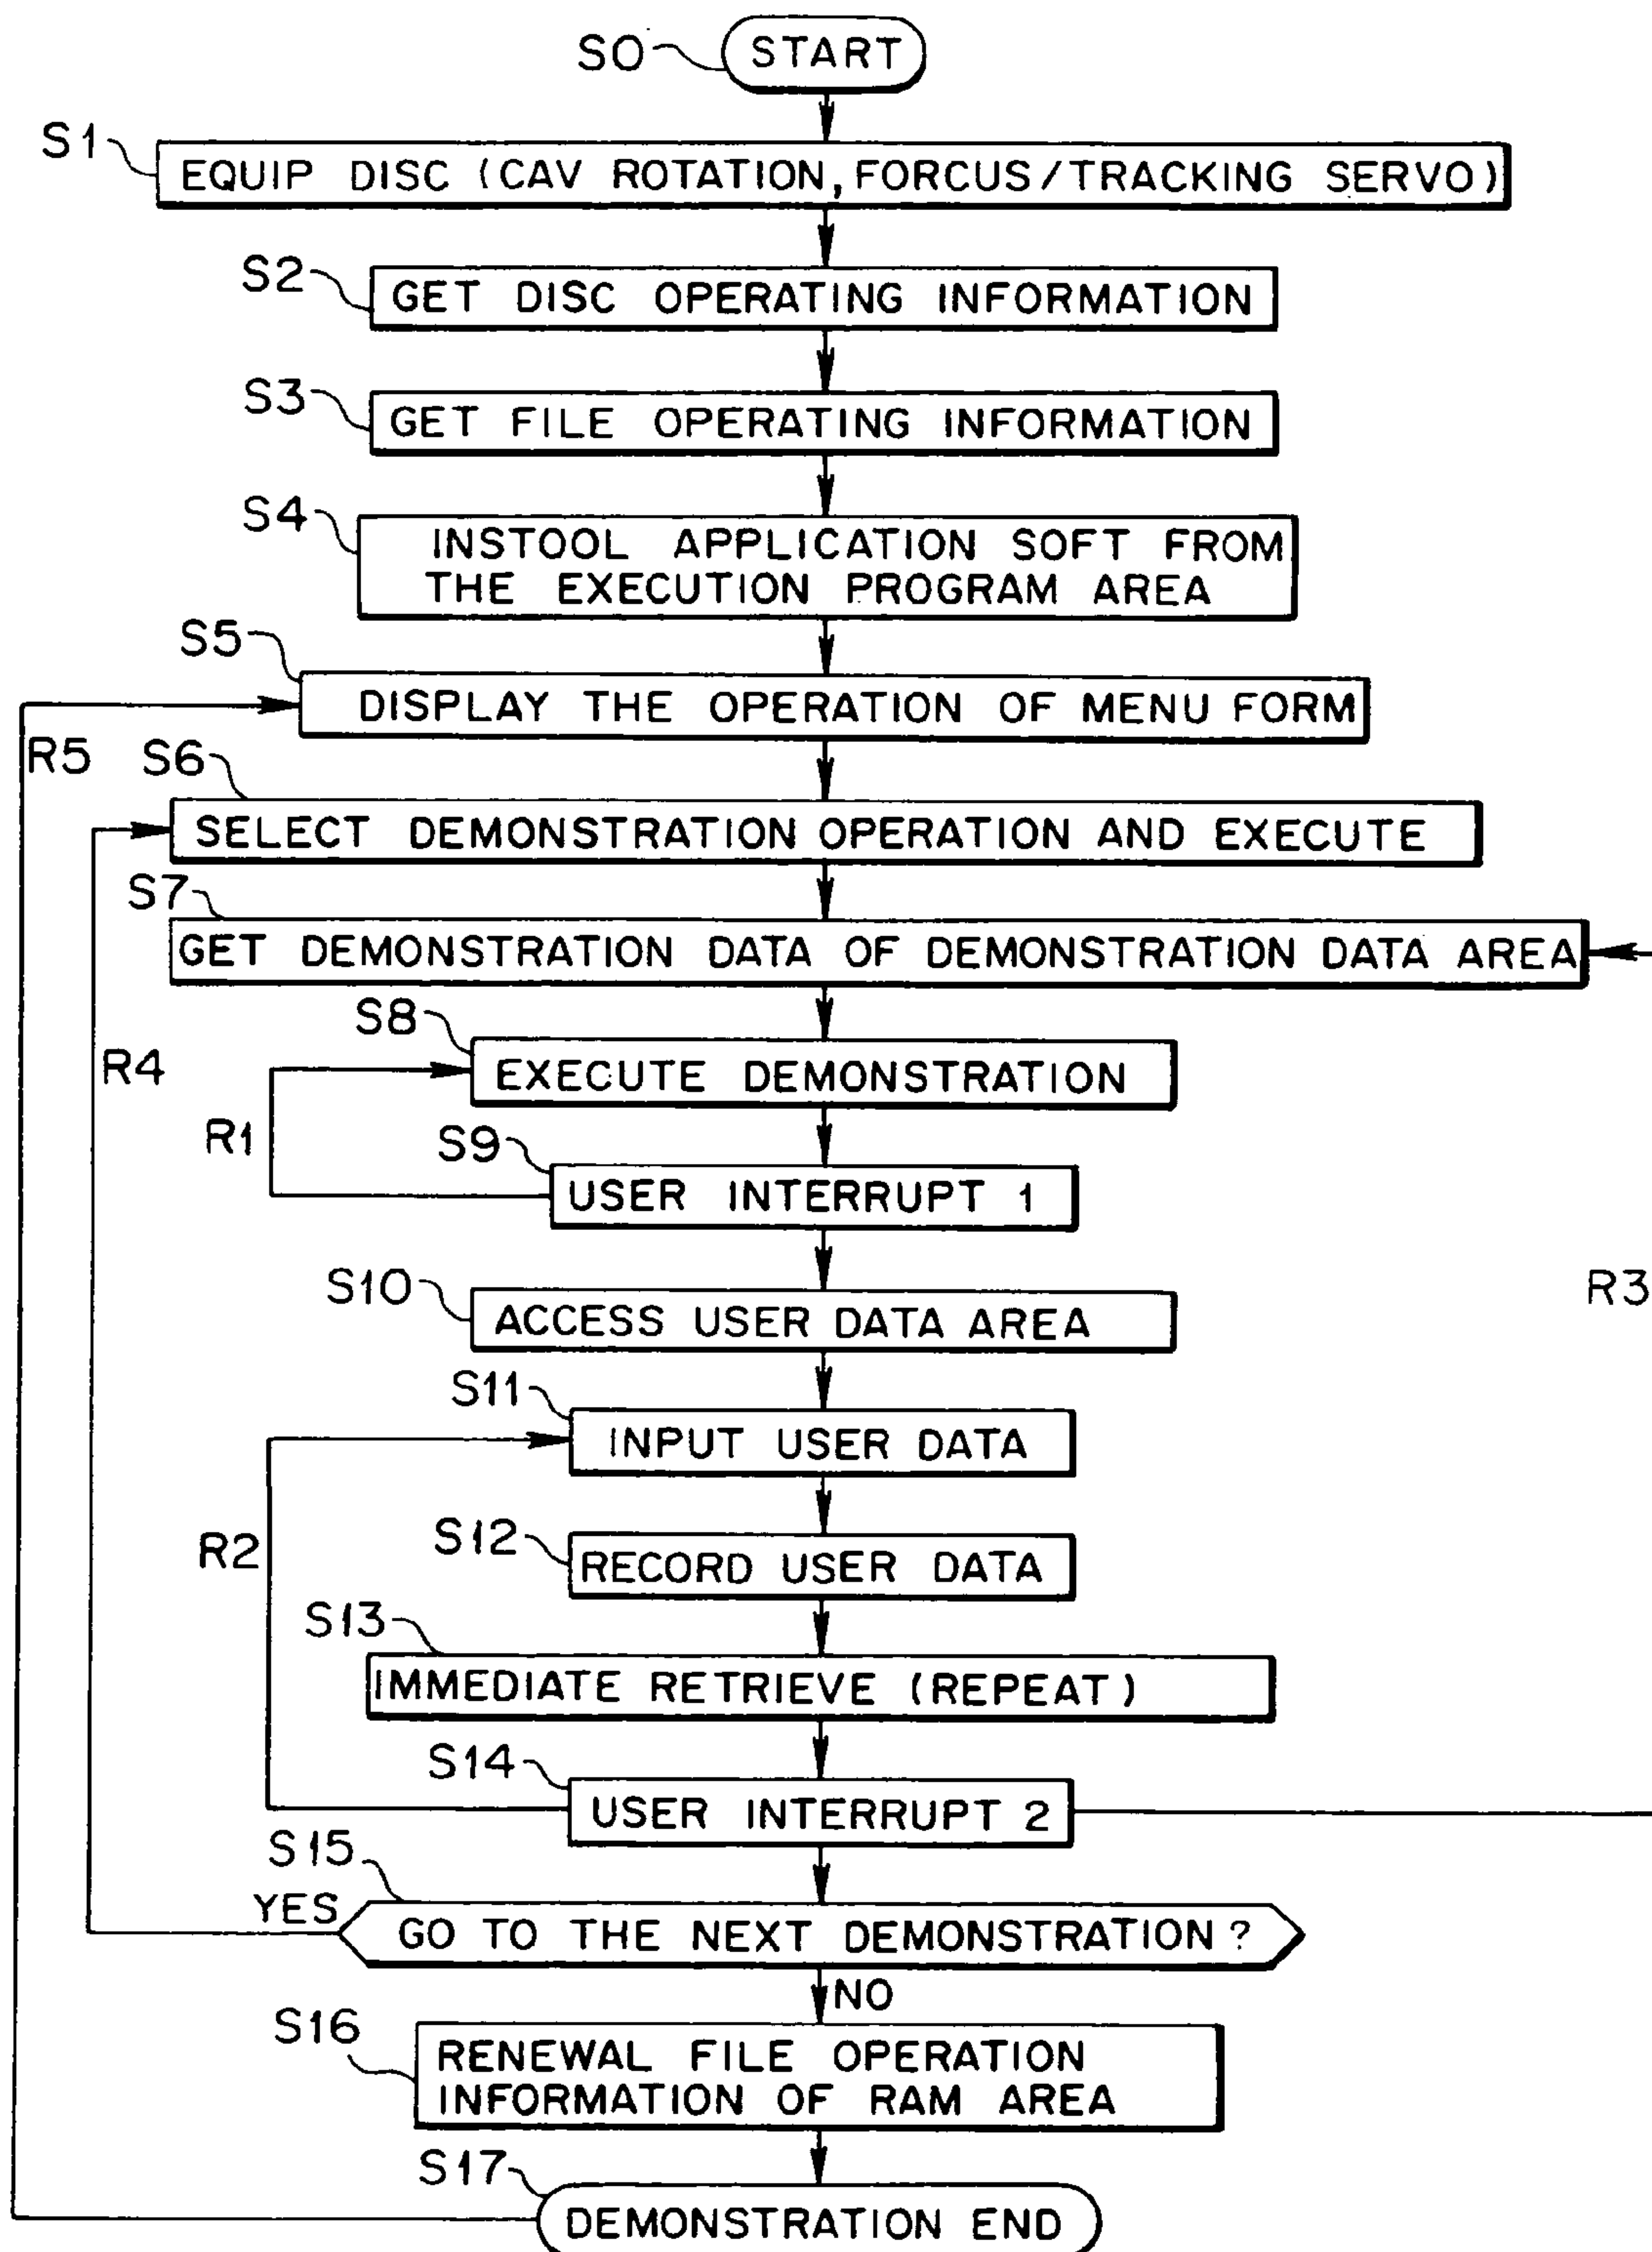 S0 START
S1 EQUIP DISC (CAV ROTATION, FORCUS/TRACKING SERVO)
S2 GET DISC OPERATING INFORMATION
S3 GET FILE OPERATING INFORMATION
S4 INSTOOL APPLICATION SOFT FROM
THE EXECUTION PROGRAM AREA
S5 DISPLAY THE OPERATION OF MENU FORM
R5
S6 SELECT DEMONSTRATION OPERATION AND EXECUTE
S7 GET DEMONSTRATION DATA OF DEMONSTRATION DATA AREA
S8 EXECUTE DEMONSTRATION
R4
R1
S9 USER INTERRUPT 1
S10 ACCESS USER DATA AREA
R3
S11 INPUT USER DATA
R2
S12 RECORD USER DATA
S13 IMMEDIATE RETRIEVE (REPEAT)
S14 USER INTERRUPT 2
S15 GO TO THE NEXT DEMONSTRATION ?
YES
NO
S16 RENEWAL FILE OPERATION
INFORMATION OF RAM AREA
S17 DEMONSTRATION END